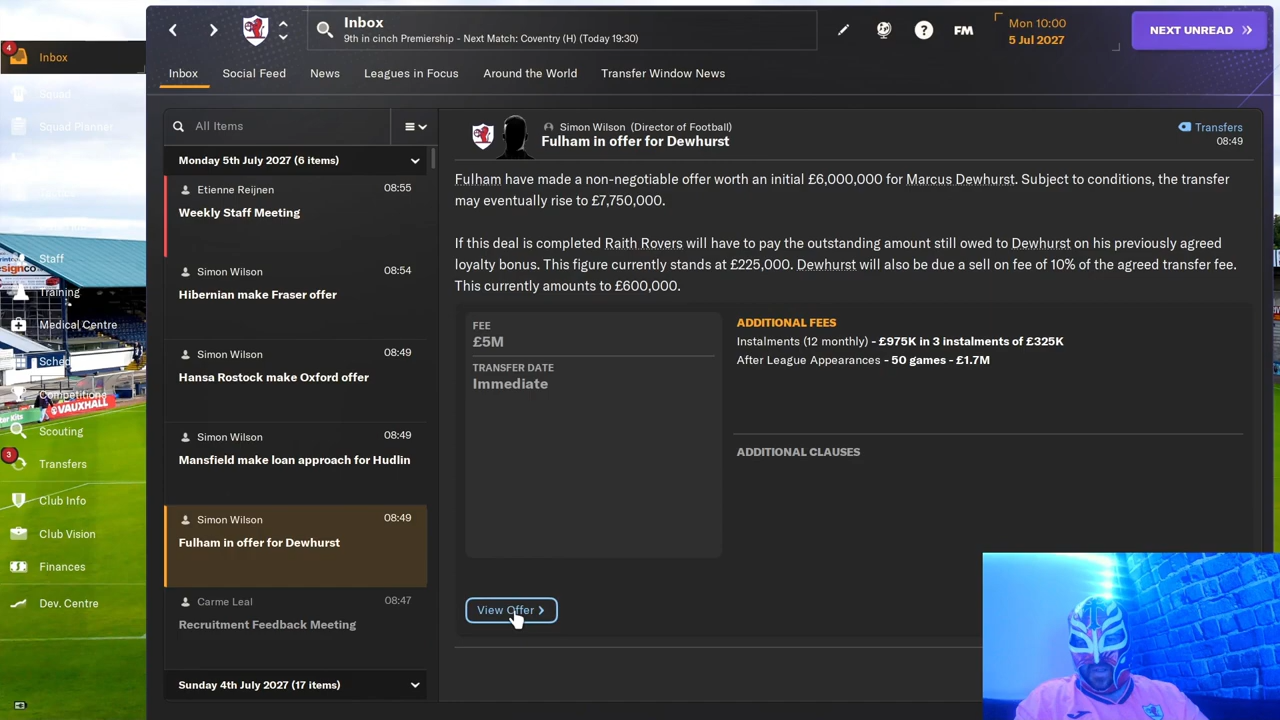 Inbox
9th in cinch Premiership - Next Match: Coventry (H) (Today 19:30)
FM
Mon 10:00
5 Jul 2027
NEXT UNREAD
Inbox
Social Feed
News
Leagues in Focus
Around the World
Transfer Window News
4
Inbox
Squad
Squad Planner
Staff
Training
Medical Centre
Sched
Competitions
VAUXHALL
Scouting
3
Transfers
Club Info
Club Vision
Finances
Dev. Centre
All Items
Monday 5th July 2027 (6 items)
Etienne Reijnen
08:55
Weekly Staff Meeting
Simon Wilson
08:54
Hibernian make Fraser offer
Simon Wilson
08:49
Hansa Rostock make Oxford offer
Simon Wilson
08:49
Mansfield make loan approach for Hudlin
Simon Wilson
08:49
Fulham in offer for Dewhurst
Carme Leal
08:47
Recruitment Feedback Meeting
Sunday 4th July 2027 (17 items)
Simon Wilson (Director of Football)
Fulham in offer for Dewhurst
Transfers
08:49
Fulham have made a non-negotiable offer worth an initial £6,000,000 for Marcus Dewhurst. Subject to conditions, the transfer
may eventually rise to £7,750,000.
If this deal is completed Raith Rovers will have to pay the outstanding amount still owed to Dewhurst on his previously agreed
loyalty bonus. This figure currently stands at £225,000. Dewhurst will also be due a sell on fee of 10% of the agreed transfer fee.
This currently amounts to £600,000.
FEE
£5M
TRANSFER DATE
Immediate
ADDITIONAL FEES
Instalments (12 monthly) - £975K in 3 instalments of £325K
After League Appearances - 50 games - £1.7M
ADDITIONAL CLAUSES
View Offer